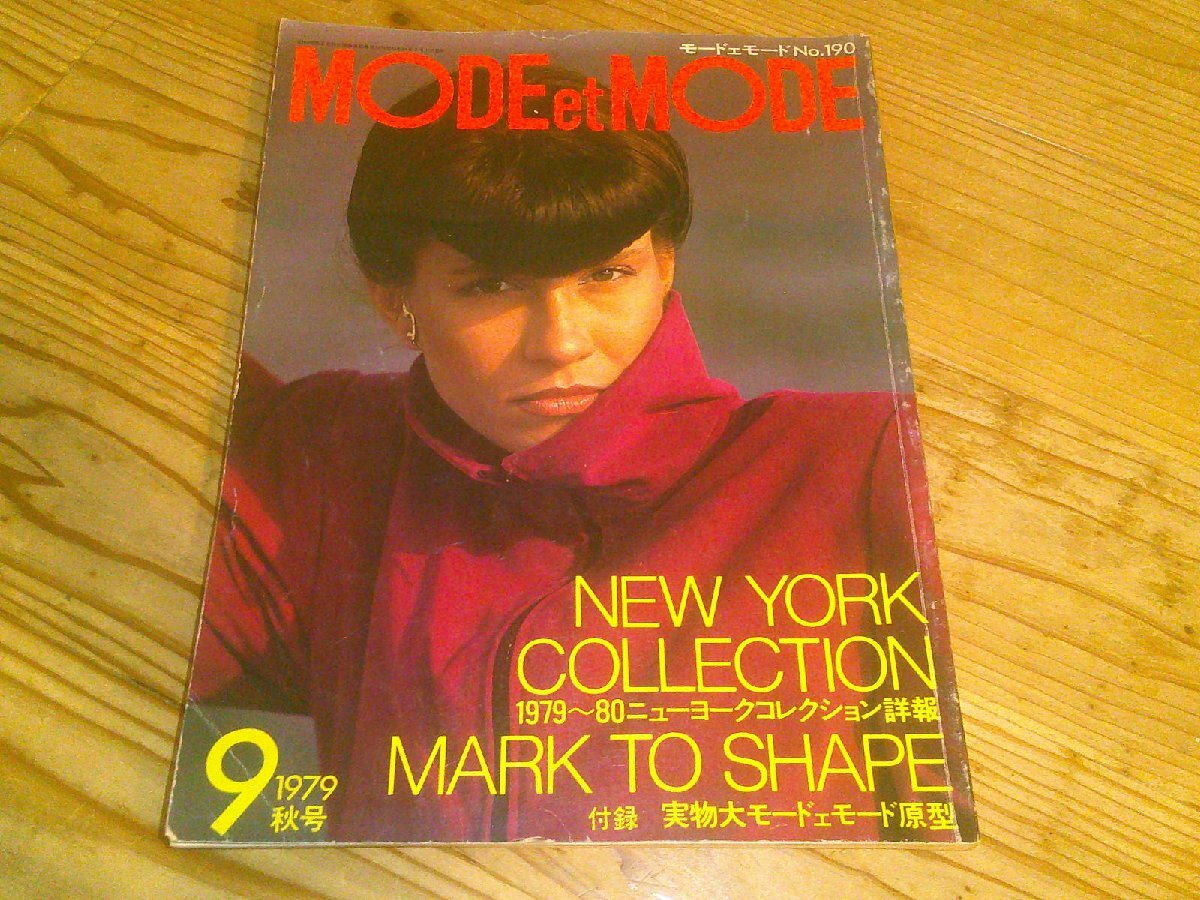 モードエモードNo.190
MODE et MODE
NEW YORK
COLLECTION
1979～80ニューヨークコレクション詳報
MARK TO SHAPE
付録 実物大モードエモード原型
9
1979
秋号